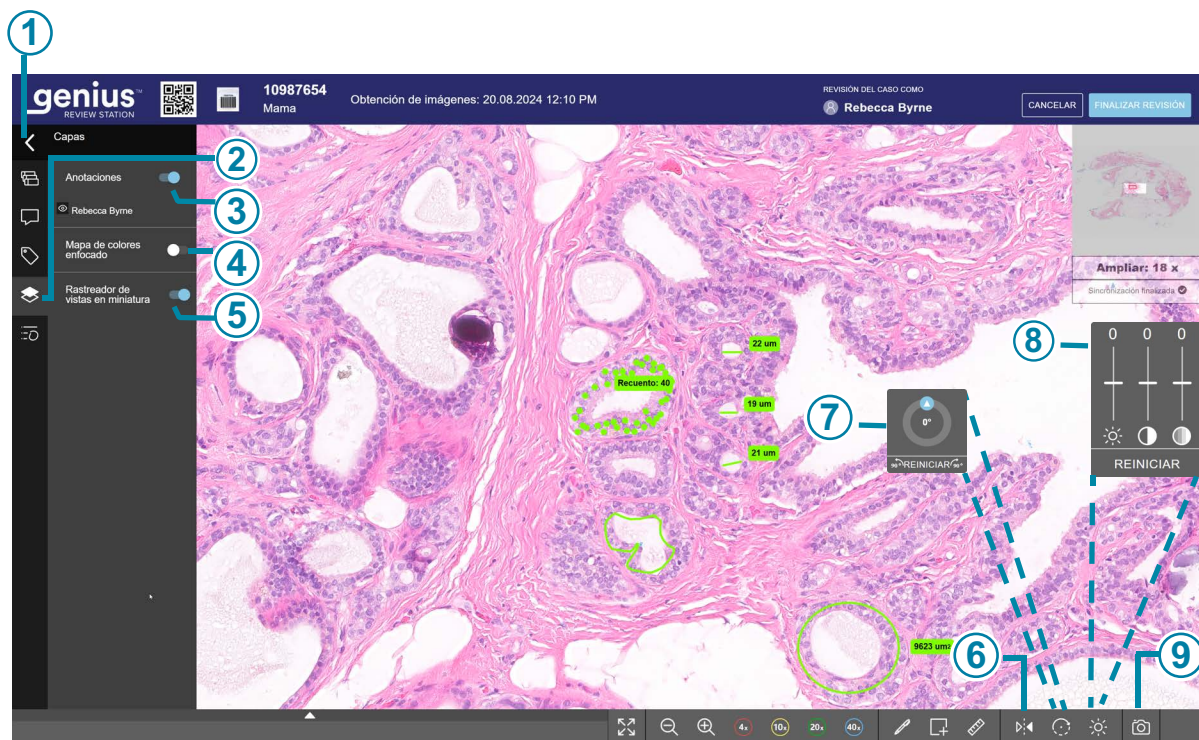 1
genius™
REVIEW STATION
10987654
Mama
Obtención de imágenes: 20.08.2024 12:10 PM
REVISIÓN DEL CASO COMO
Rebecca Byrne
CANCELAR
FINALIZAR REVISIÓN
Capas
2
Anotaciones
3
Rebecca Byrne
Mapa de colores
enfocado
4
Rastreador de
vistas en miniatura
5
Ampliar: 18 x
Sincronización finalizada
8
0 0 0
REINICIAR
22 um
Recuento: 40
19 um
21 um
7
0°
90° REINICIAR 90°
9623 um²
6
9
4x
10x
20x
40x